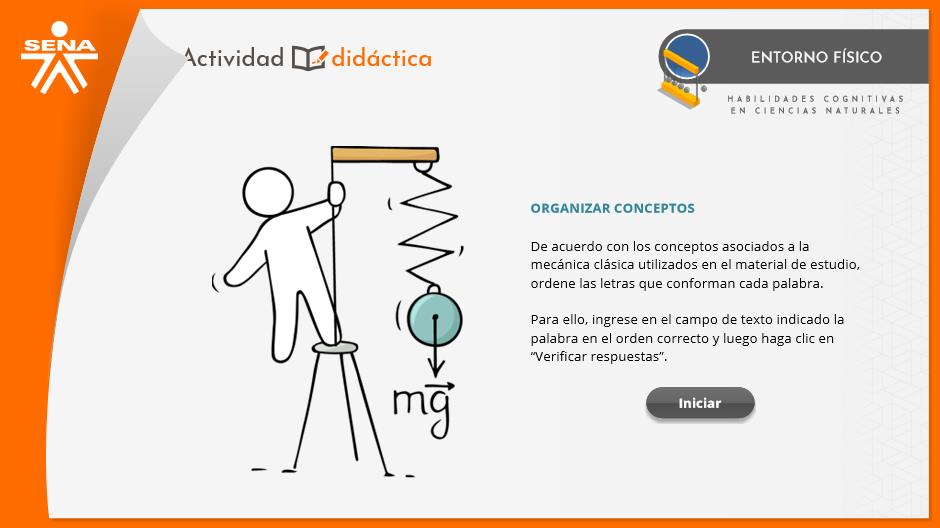 SENA
Actividad didáctica
ENTORNO FÍSICO
HABILIDADES COGNITIVAS
EN CIENCIAS NATURALES
ORGANIZAR CONCEPTOS
De acuerdo con los conceptos asociados a la
mecánica clásica utilizados en el material de estudio,
ordene las letras que conforman cada palabra.
Para ello, ingrese en el campo de texto indicado la
palabra en el orden correcto y luego haga clic en
“Verificar respuestas”.
Iniciar
mg⃗